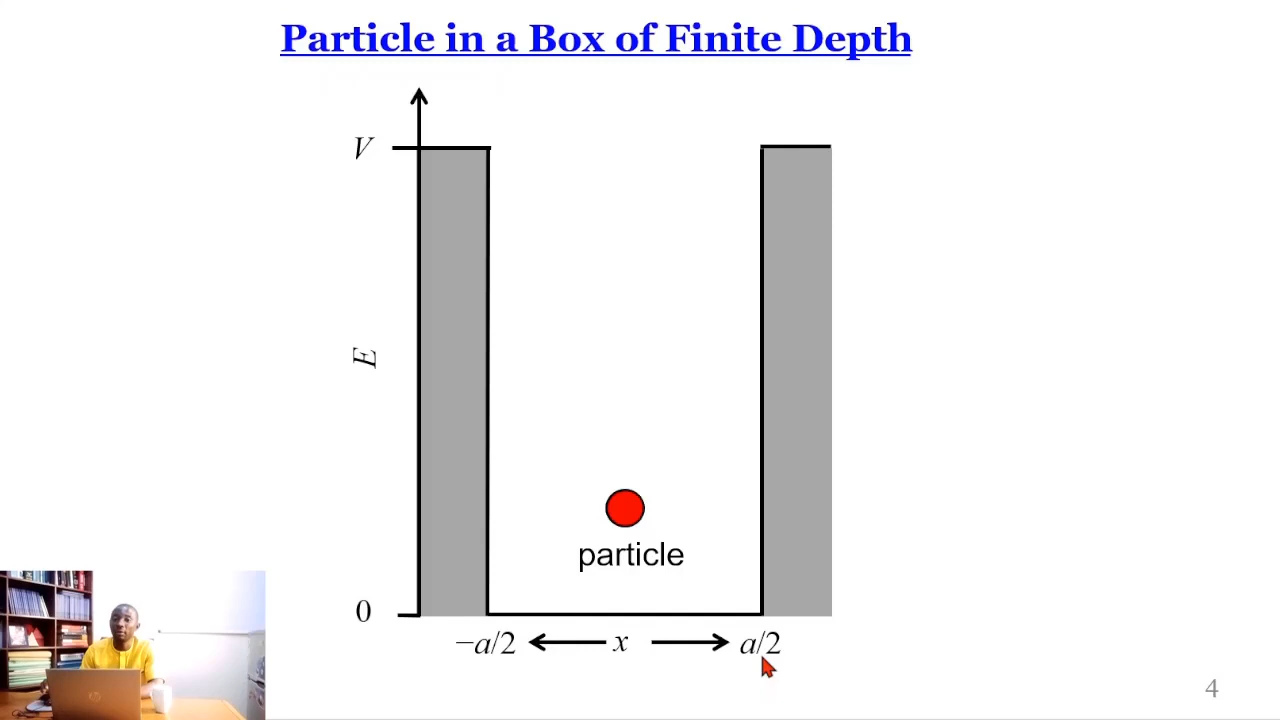 Particle in a Box of Finite Depth
V
E
particle
0
−a/2 x a/2
4